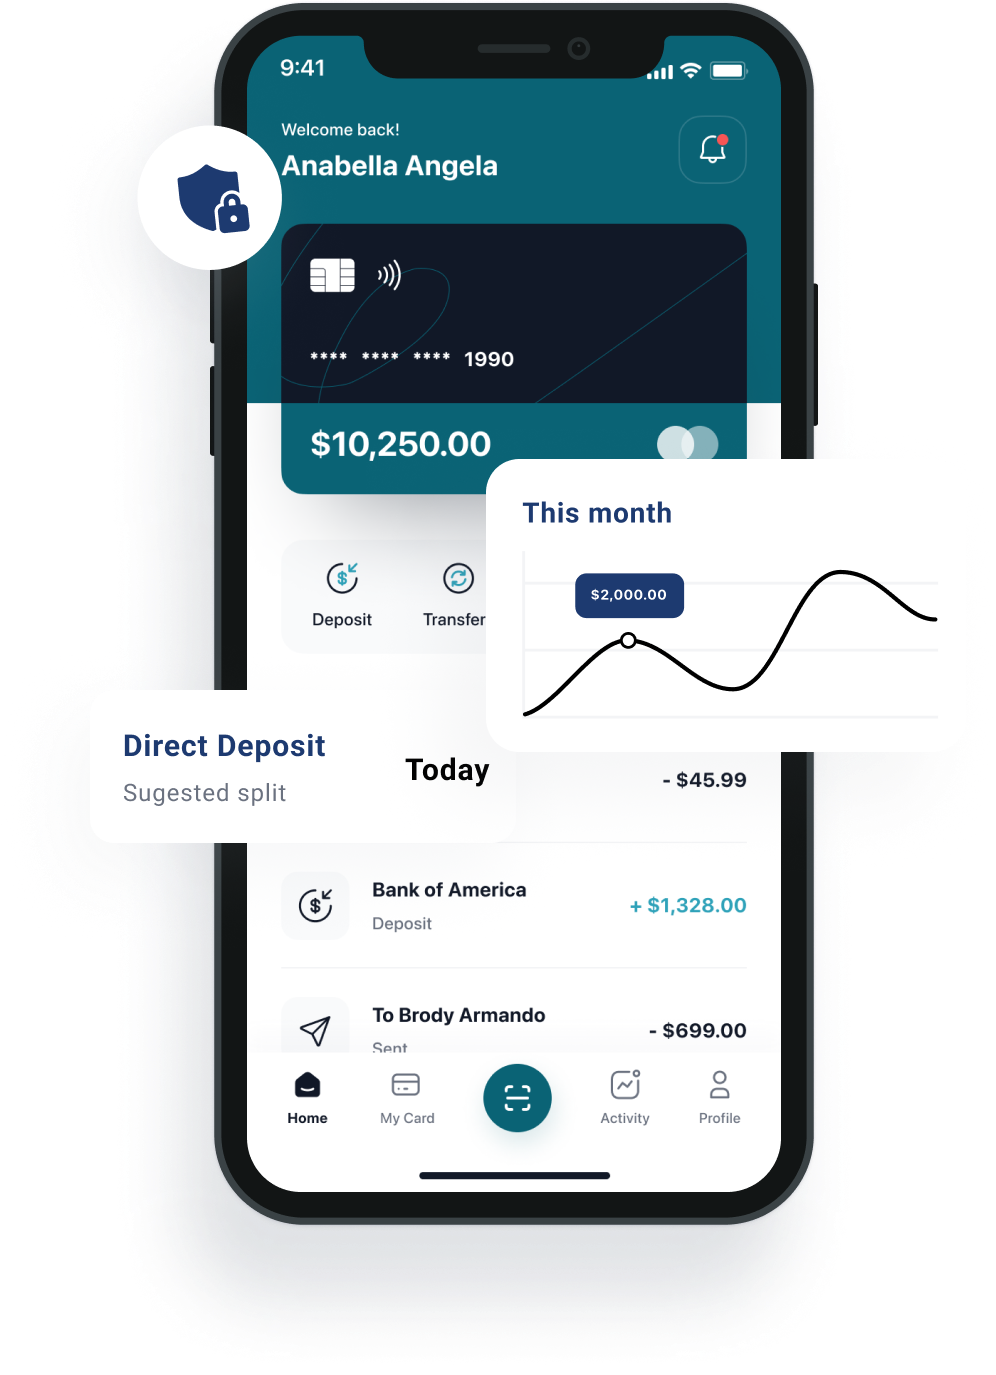 9:41
Welcome back!
Anabella Angela
**** **** **** 1990
$10,250.00
This month
$2,000.00
Deposit
Transfer
Direct Deposit
Sugested split
Today
- $45.99
Bank of America
Deposit
+ $1,328.00
To Brody Armando
Sent
- $699.00
Home
My Card
Activity
Profile